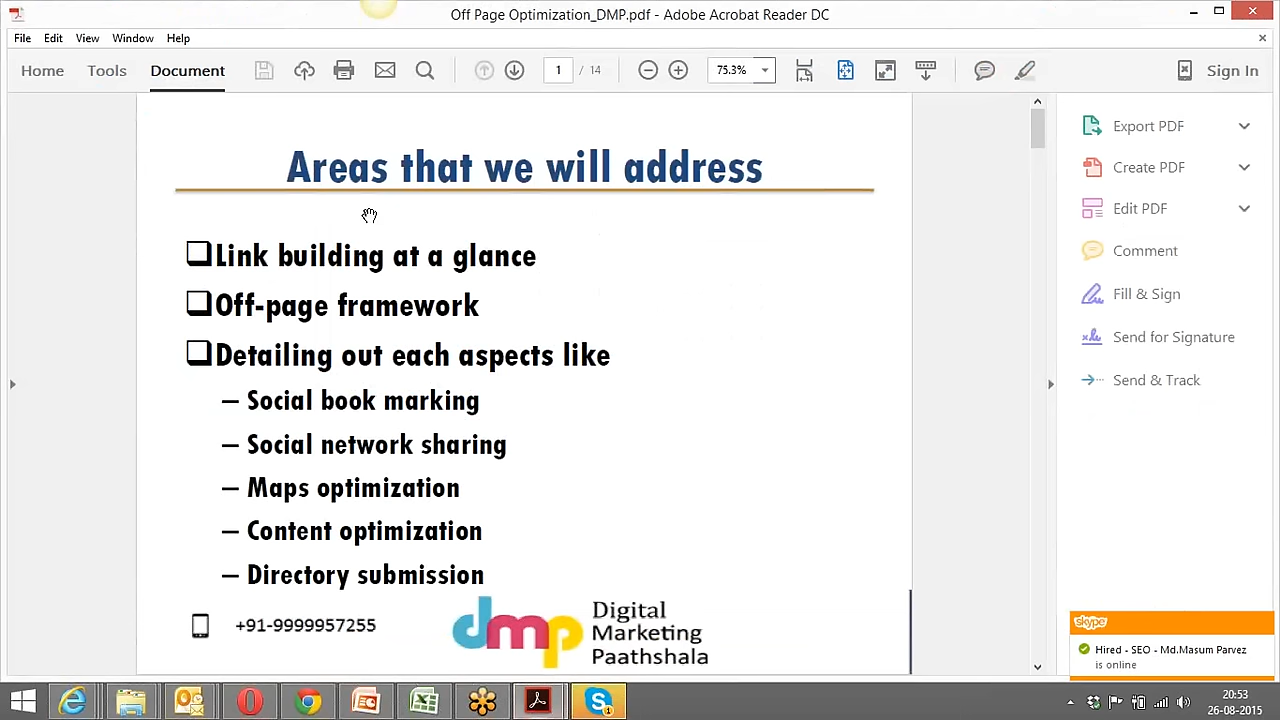 Off Page Optimization_DMP.pdf - Adobe Acrobat Reader DC
File Edit View Window Help
Home Tools Document 1 / 14 75.3% Sign In
Areas that we will address
Link building at a glance
Off-page framework
Detailing out each aspects like
– Social book marking
– Social network sharing
– Maps optimization
– Content optimization
– Directory submission
+91-9999957255
dmp Digital
Marketing
Paathshala
Export PDF
Create PDF
Edit PDF
Comment
Fill & Sign
Send for Signature
Send & Track
skype
Hired - SEO - Md.Masum Parvez
is online
20:53
26-08-2015